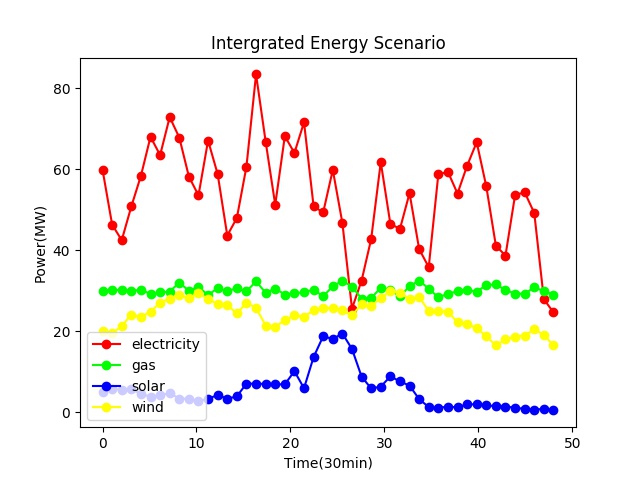 Intergrated Energy Scenario
Power(MW)
80
60
40
20
0
electricity
gas
solar
wind
0 10 20 30 40 50
Time(30min)